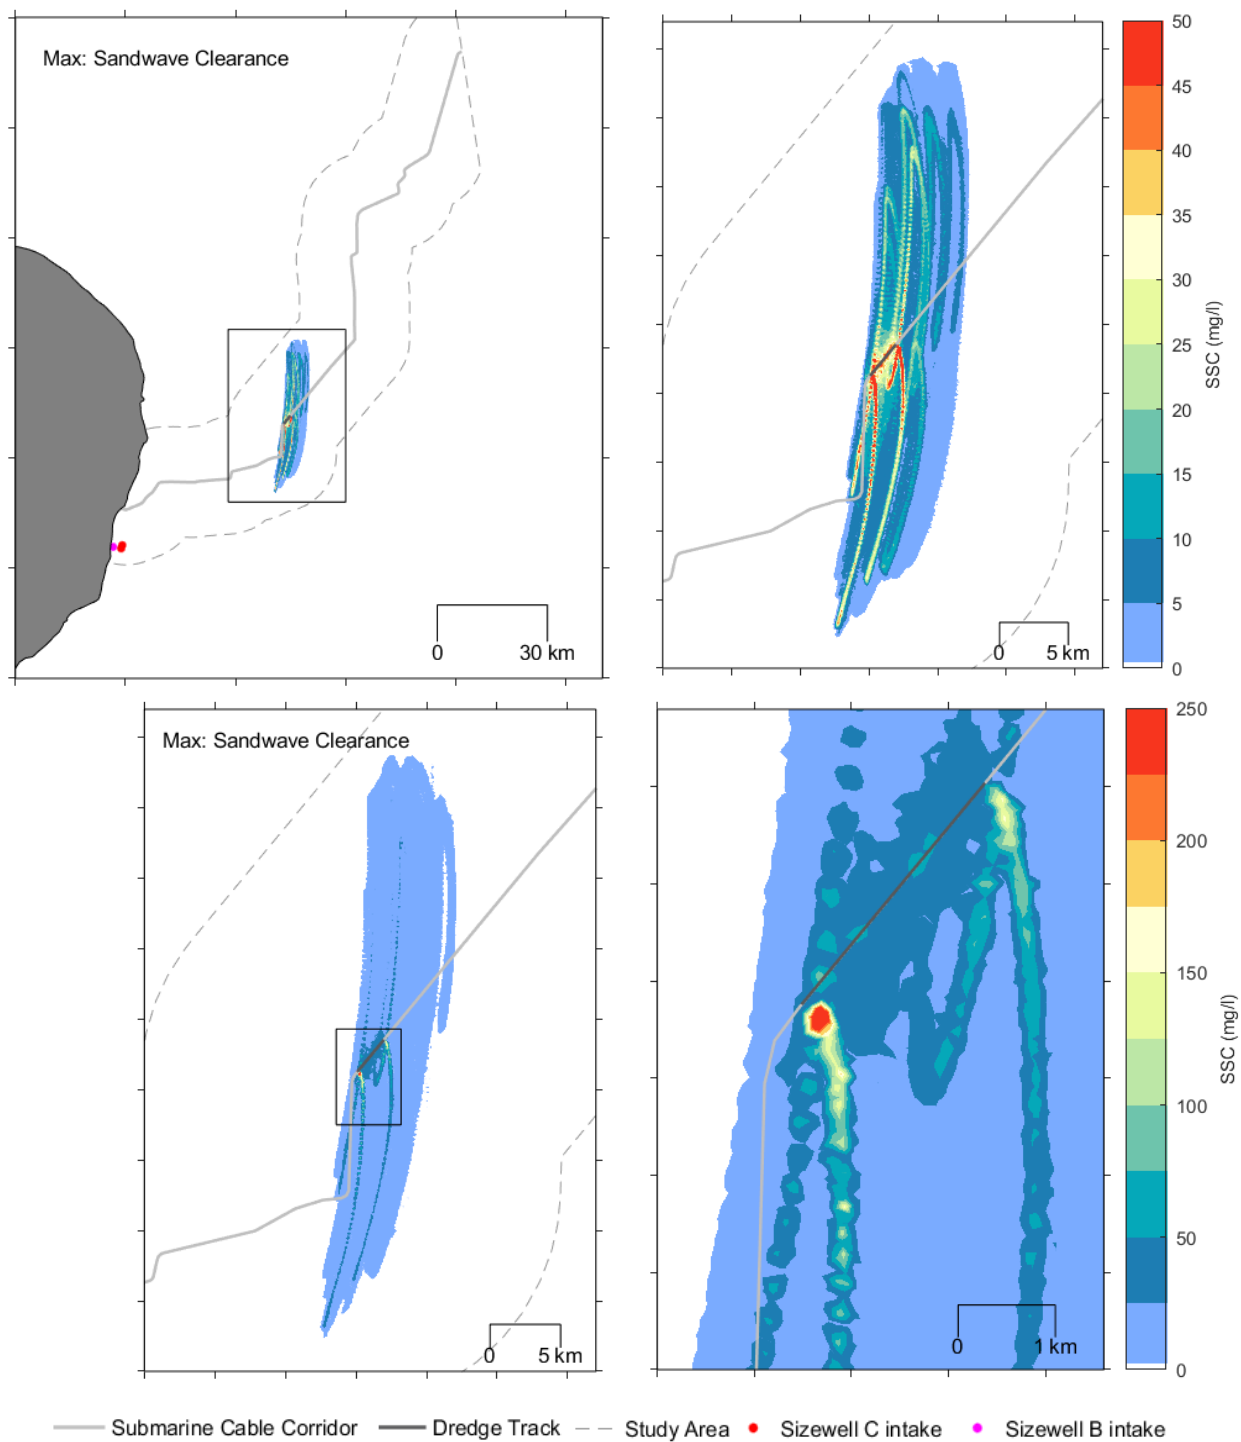 Max: Sandwave Clearance
0 30 km
0 5 km
50
45
40
35
30
25
20
15
10
5
0
SSC (mg/l)
Max: Sandwave Clearance
0 5 km
0 1 km
250
200
150
100
50
0
SSC (mg/l)
Submarine Cable Corridor Dredge Track Study Area Sizewell C intake Sizewell B intake